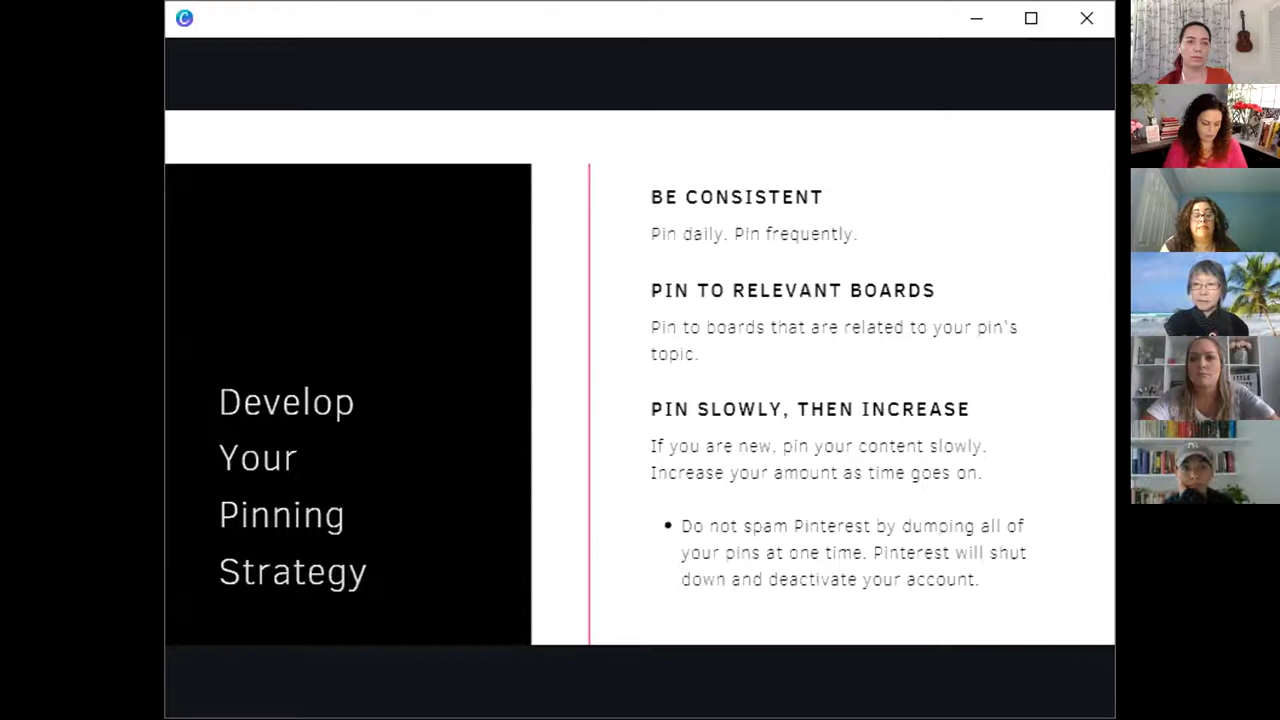 Develop
Your
Pinning
Strategy
BE CONSISTENT
Pin daily. Pin frequently.
PIN TO RELEVANT BOARDS
Pin to boards that are related to your pin's
topic.
PIN SLOWLY, THEN INCREASE
If you are new, pin your content slowly.
Increase your amount as time goes on.
• Do not spam Pinterest by dumping all of
your pins at one time. Pinterest will shut
down and deactivate your account.